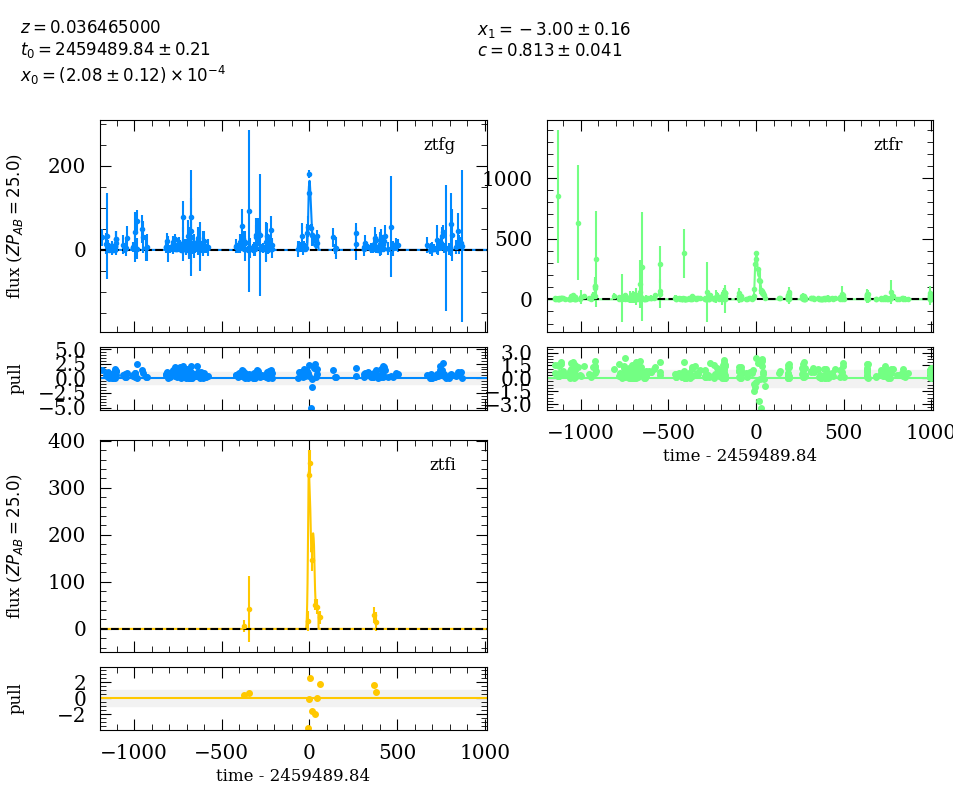 z = 0.036465000
t₀ = 2459489.84 ± 0.21
x₀ = (2.08 ± 0.12) × 10⁻⁴
x₁ = −3.00 ± 0.16
c = 0.813 ± 0.041
ztfg
200
0
flux (ZP_AB = 25.0)
ztfr
1000
500
0
5.0
2.5
0.0
−2.5
−5.0
pull
3.0
1.5
0.0
−1.5
−3.0
−1000 −500 0 500 1000
time - 2459489.84
ztfi
400
300
200
100
0
flux (ZP_AB = 25.0)
2
0
−2
pull
−1000 −500 0 500 1000
time - 2459489.84